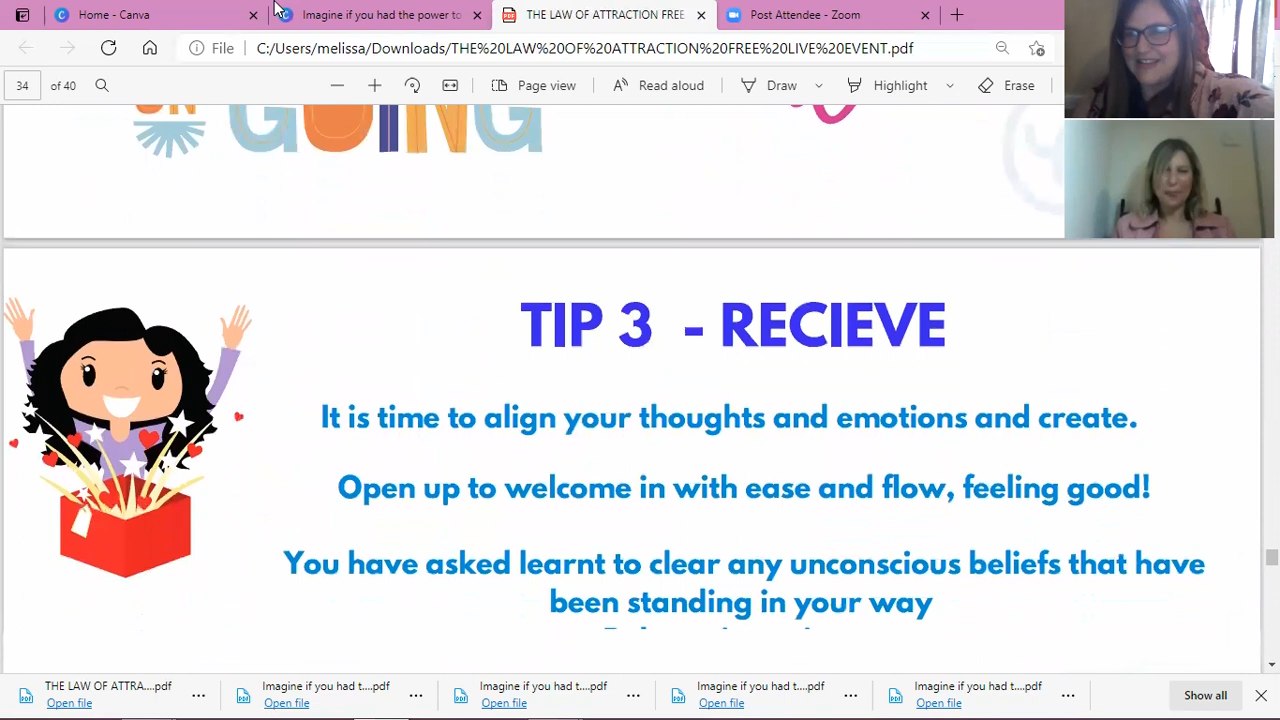 Home - Canva
Imagine if you had the power to
THE LAW OF ATTRACTION FREE
Post Attendee - Zoom
File
C:/Users/melissa/Downloads/THE%20LAW%20OF%20ATTRACTION%20FREE%20LIVE%20EVENT.pdf
34 of 40
Page view
Read aloud
Draw
Highlight
Erase
GOING
TIP 3 - RECIEVE
It is time to align your thoughts and emotions and create.
Open up to welcome in with ease and flow, feeling good!
You have asked learnt to clear any unconscious beliefs that have
been standing in your way
THE LAW OF ATTRA....pdf
Open file
Imagine if you had t....pdf
Open file
Imagine if you had t....pdf
Open file
Imagine if you had t....pdf
Open file
Imagine if you had t....pdf
Open file
Show all